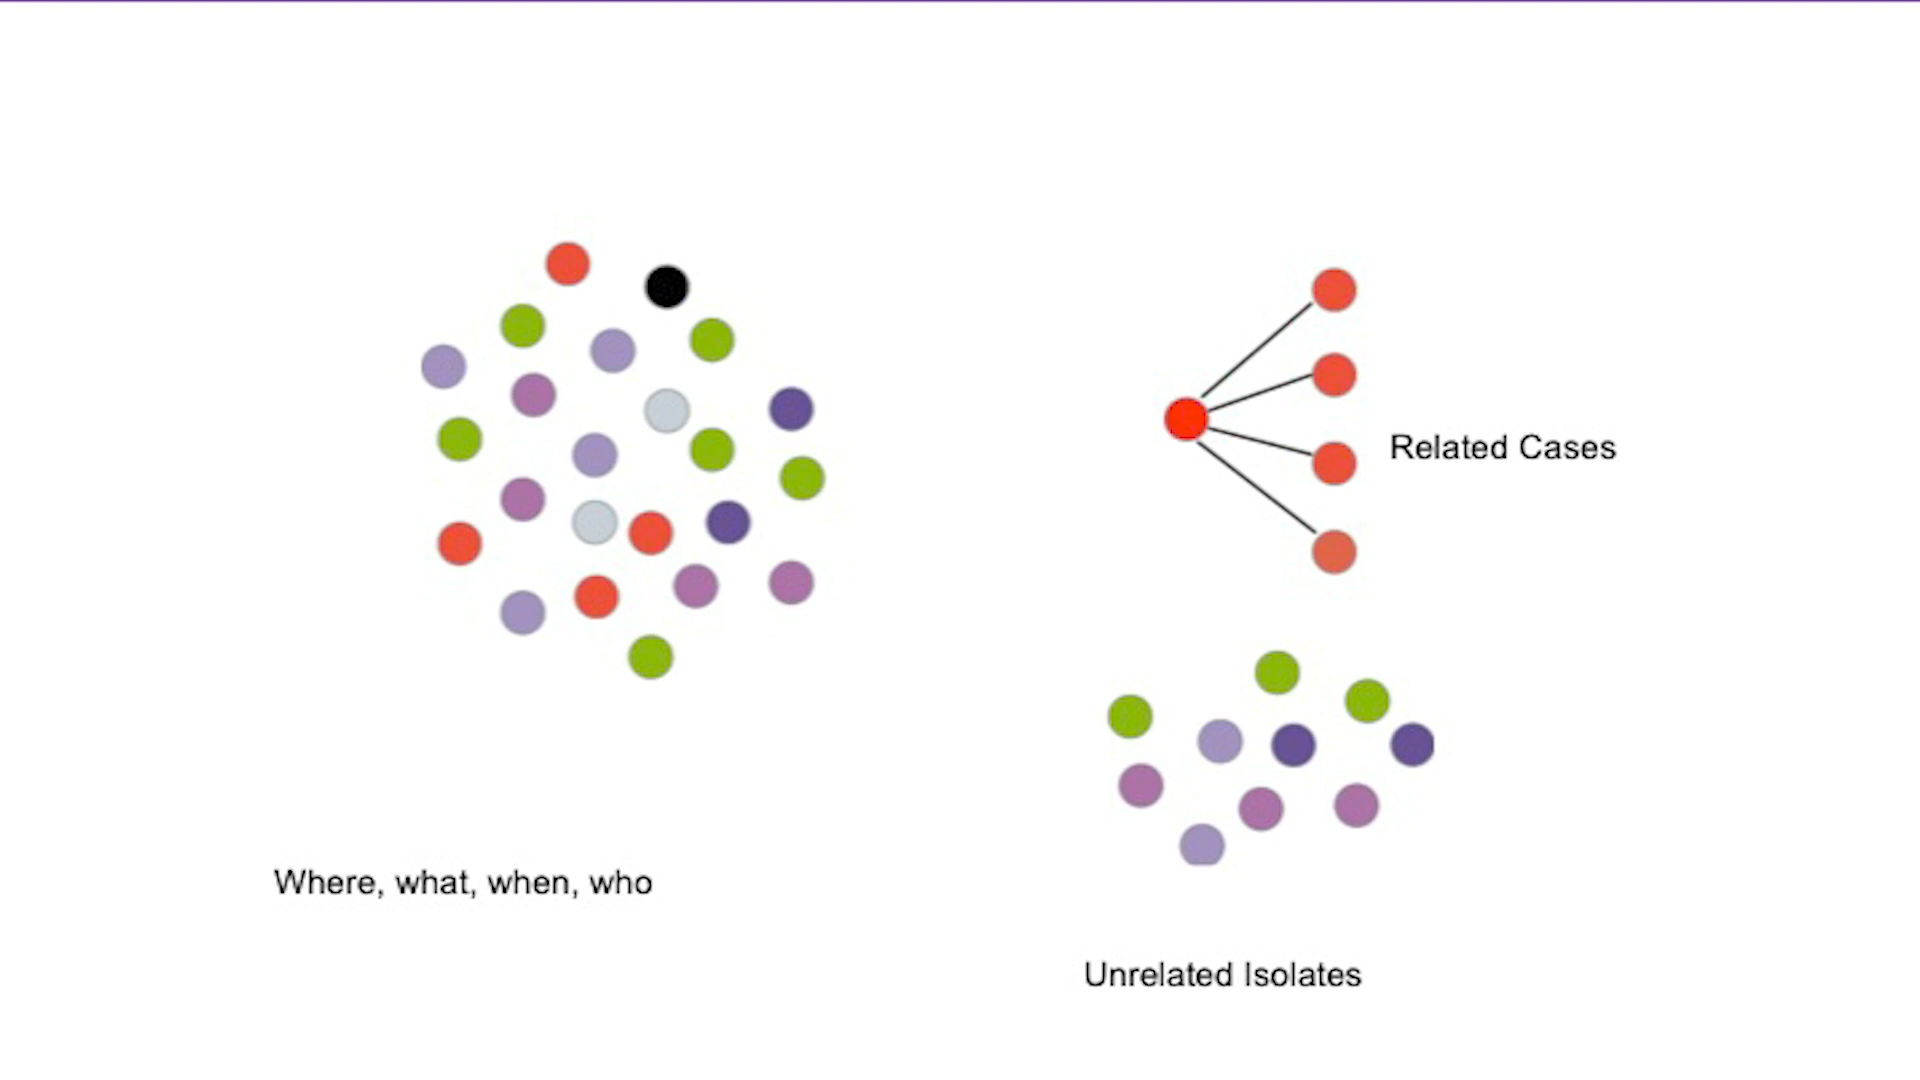 Related Cases
Where, what, when, who
Unrelated Isolates